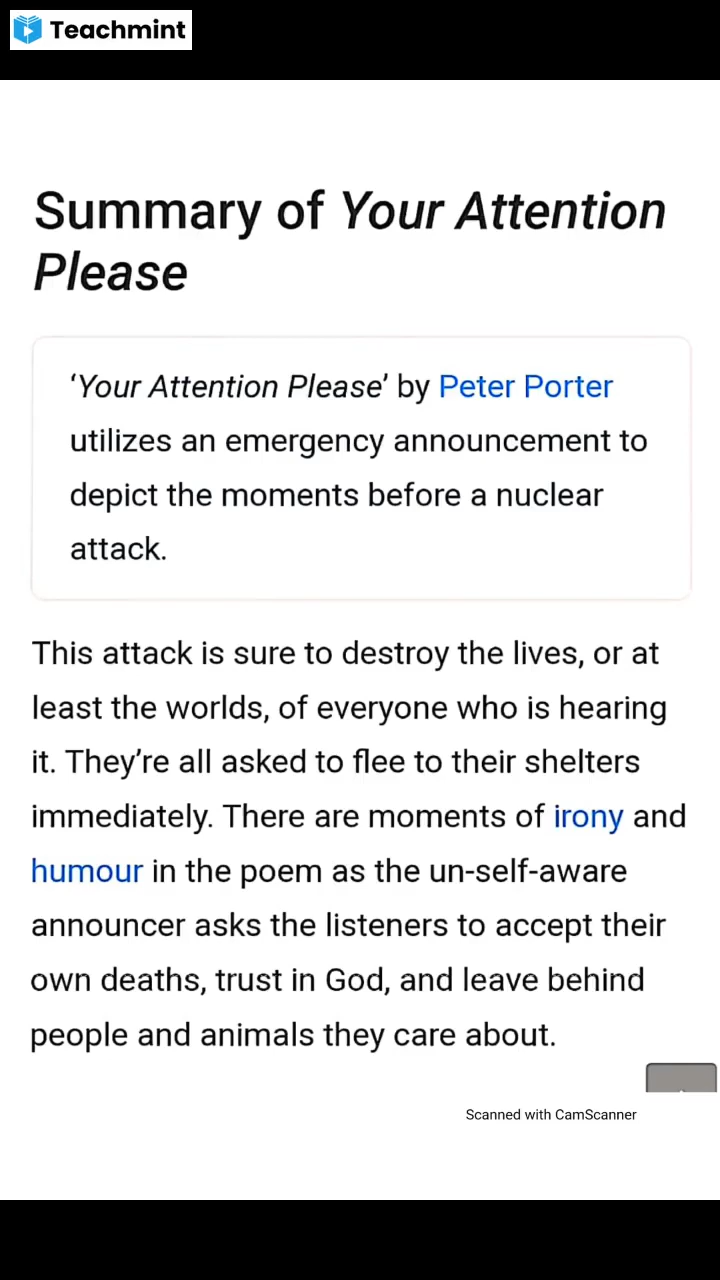 Teachmint
Summary of Your Attention
Please
‘Your Attention Please’ by Peter Porter
utilizes an emergency announcement to
depict the moments before a nuclear
attack.
This attack is sure to destroy the lives, or at
least the worlds, of everyone who is hearing
it. They’re all asked to flee to their shelters
immediately. There are moments of irony and
humour in the poem as the un-self-aware
announcer asks the listeners to accept their
own deaths, trust in God, and leave behind
people and animals they care about.
Scanned with CamScanner